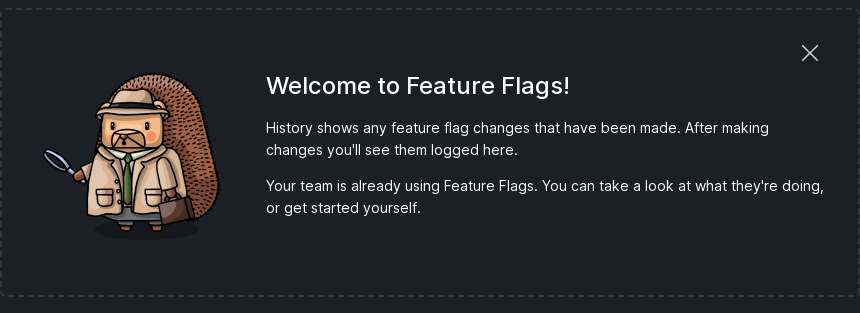 Welcome to Feature Flags!
History shows any feature flag changes that have been made. After making
changes you'll see them logged here.
Your team is already using Feature Flags. You can take a look at what they're doing,
or get started yourself.